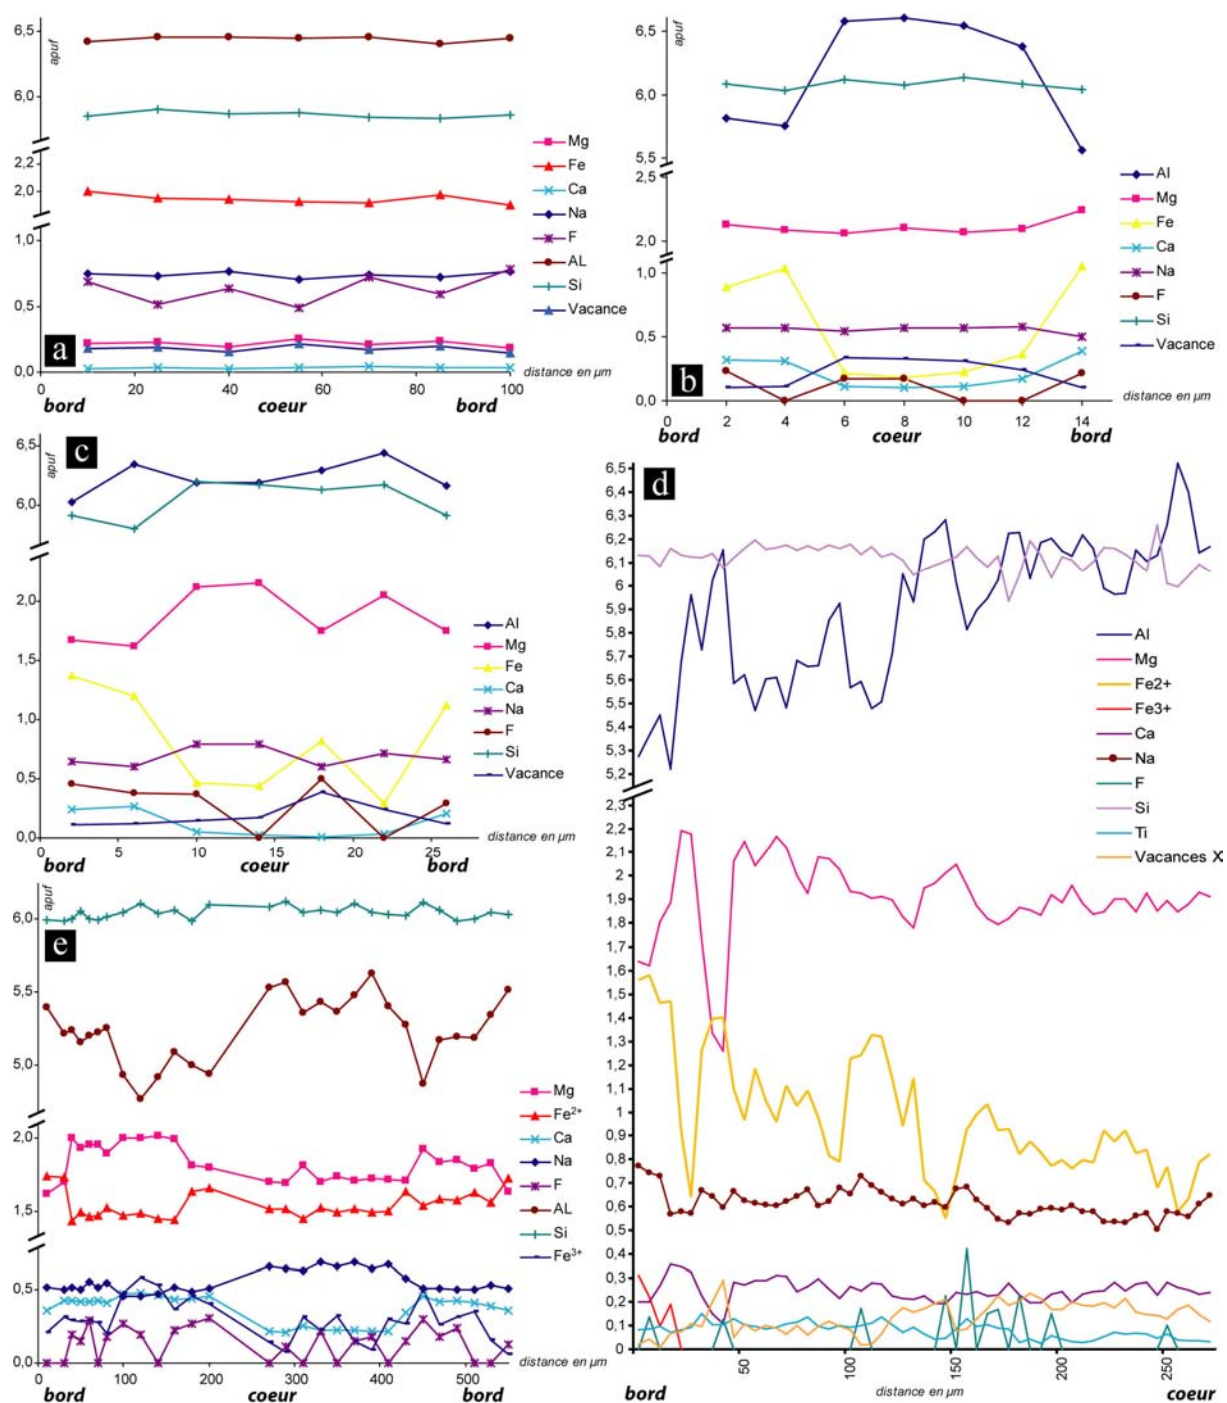 a
apuf
6,5
6,0
2,2
2,0
1,0
0,5
0,0
0 20 40 60 80 100
distance en µm
bord coeur bord
Mg
Fe
Ca
Na
F
AL
Si
Vacance
b
apuf
6,5
6,0
5,5
2,5
2,0
1,0
0,5
0,0
0 2 4 6 8 10 12 14
distance en µm
bord coeur bord
Al
Mg
Fe
Ca
Na
F
Si
Vacance
c
apuf
6,5
6,0
2,0
1,5
1,0
0,5
0,0
0 5 10 15 20 25
distance en µm
bord coeur bord
Al
Mg
Fe
Ca
Na
F
Si
Vacance
d
6,5
6,4
6,3
6,2
6,1
6
5,9
5,8
5,7
5,6
5,5
5,4
5,3
5,2
2,3
2,2
2,1
2
1,9
1,8
1,7
1,6
1,5
1,4
1,3
1,2
1,1
1
0,9
0,8
0,7
0,6
0,5
0,4
0,3
0,2
0,1
0
50 100 150 200 250
bord distance en µm coeur
Al
Mg
Fe2+
Fe3+
Ca
Na
F
Si
Ti
Vacances X
e
apuf
6,0
5,5
5,0
2,0
1,5
0,5
0,0
0 100 200 300 400 500
distance en µm
bord coeur bord
Mg
Fe²⁺
Ca
Na
F
AL
Si
Fe³⁺